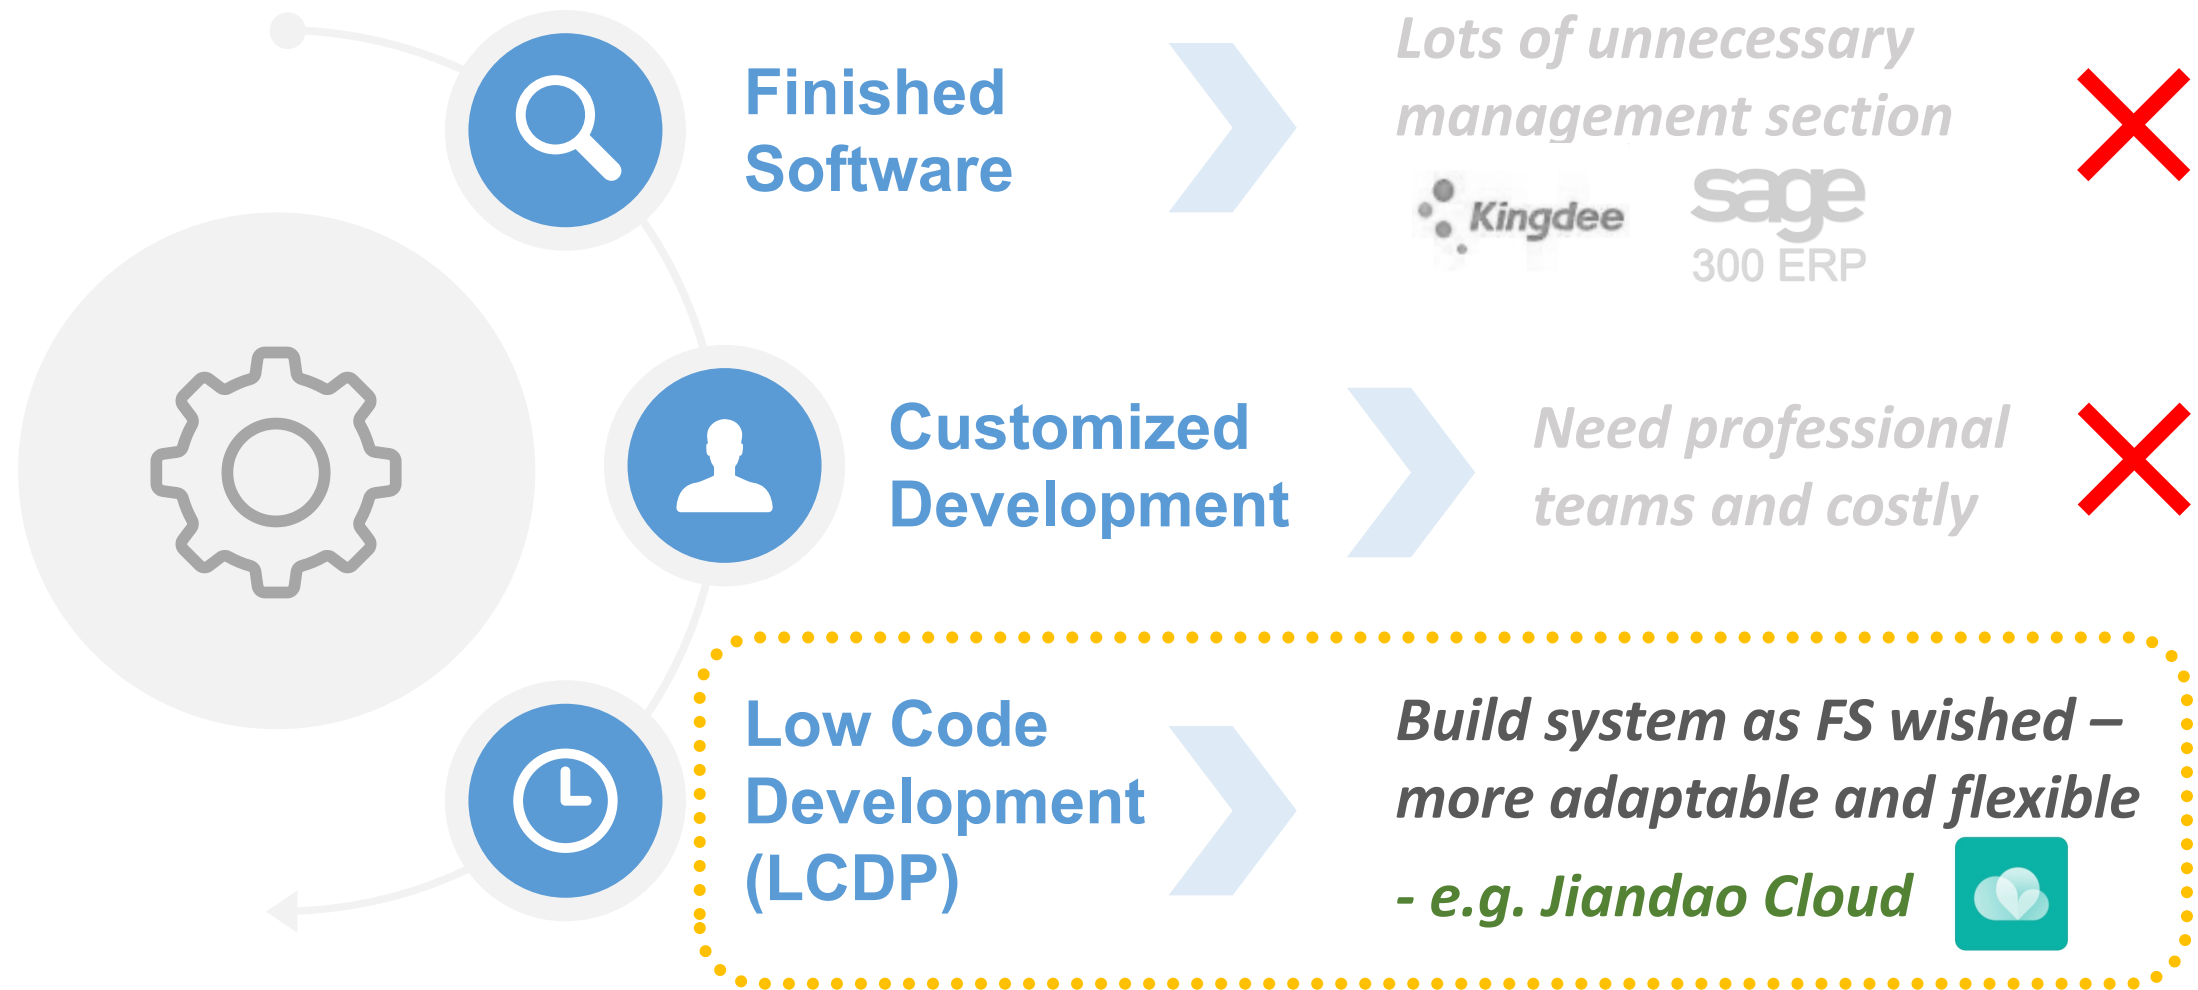 Finished
Software
Lots of unnecessary
management section
Kingdee
sage
300 ERP
Customized
Development
Need professional
teams and costly
Low Code
Development
(LCDP)
Build system as FS wished –
more adaptable and flexible
- e.g. Jiandao Cloud